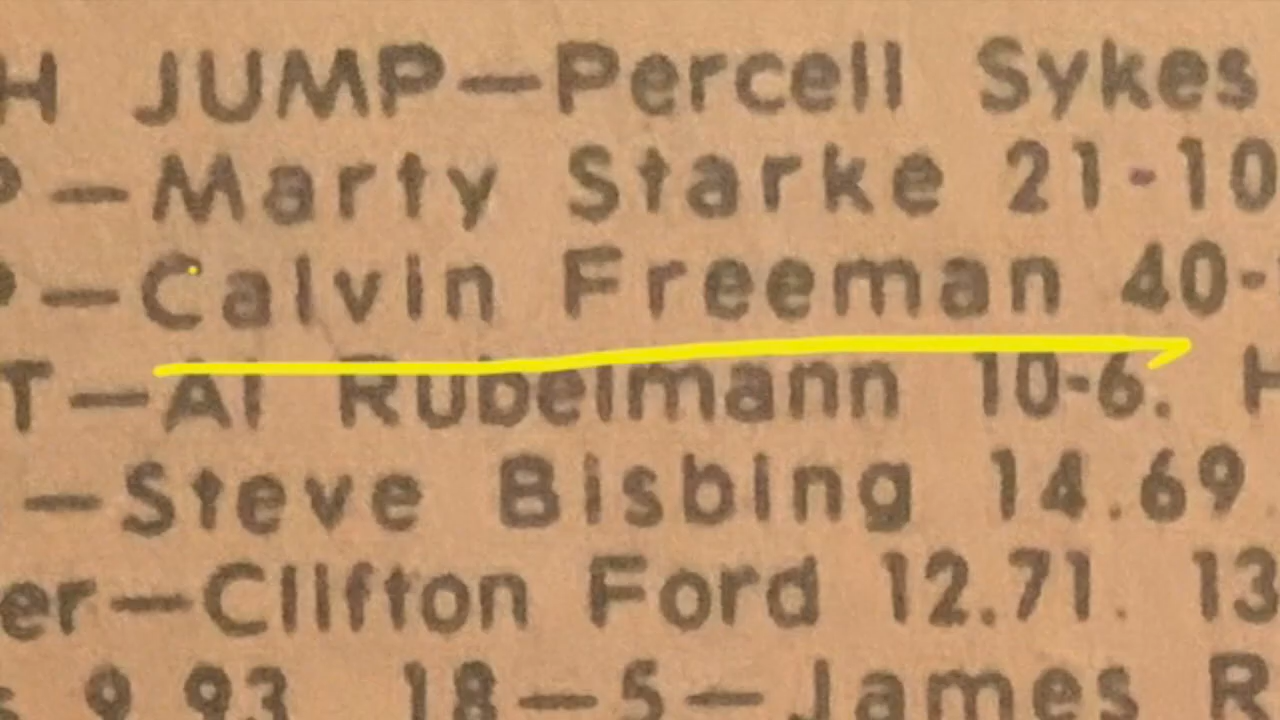 H JUMP—Percell Sykes
P—Marty Starke 21-10
P—Calvin Freeman 40-
T—Al Rubelmann 10-6. H
—Steve Bisbing 14.69.
er—Clifton Ford 12.71. 13
s 9.93 18—5—James R